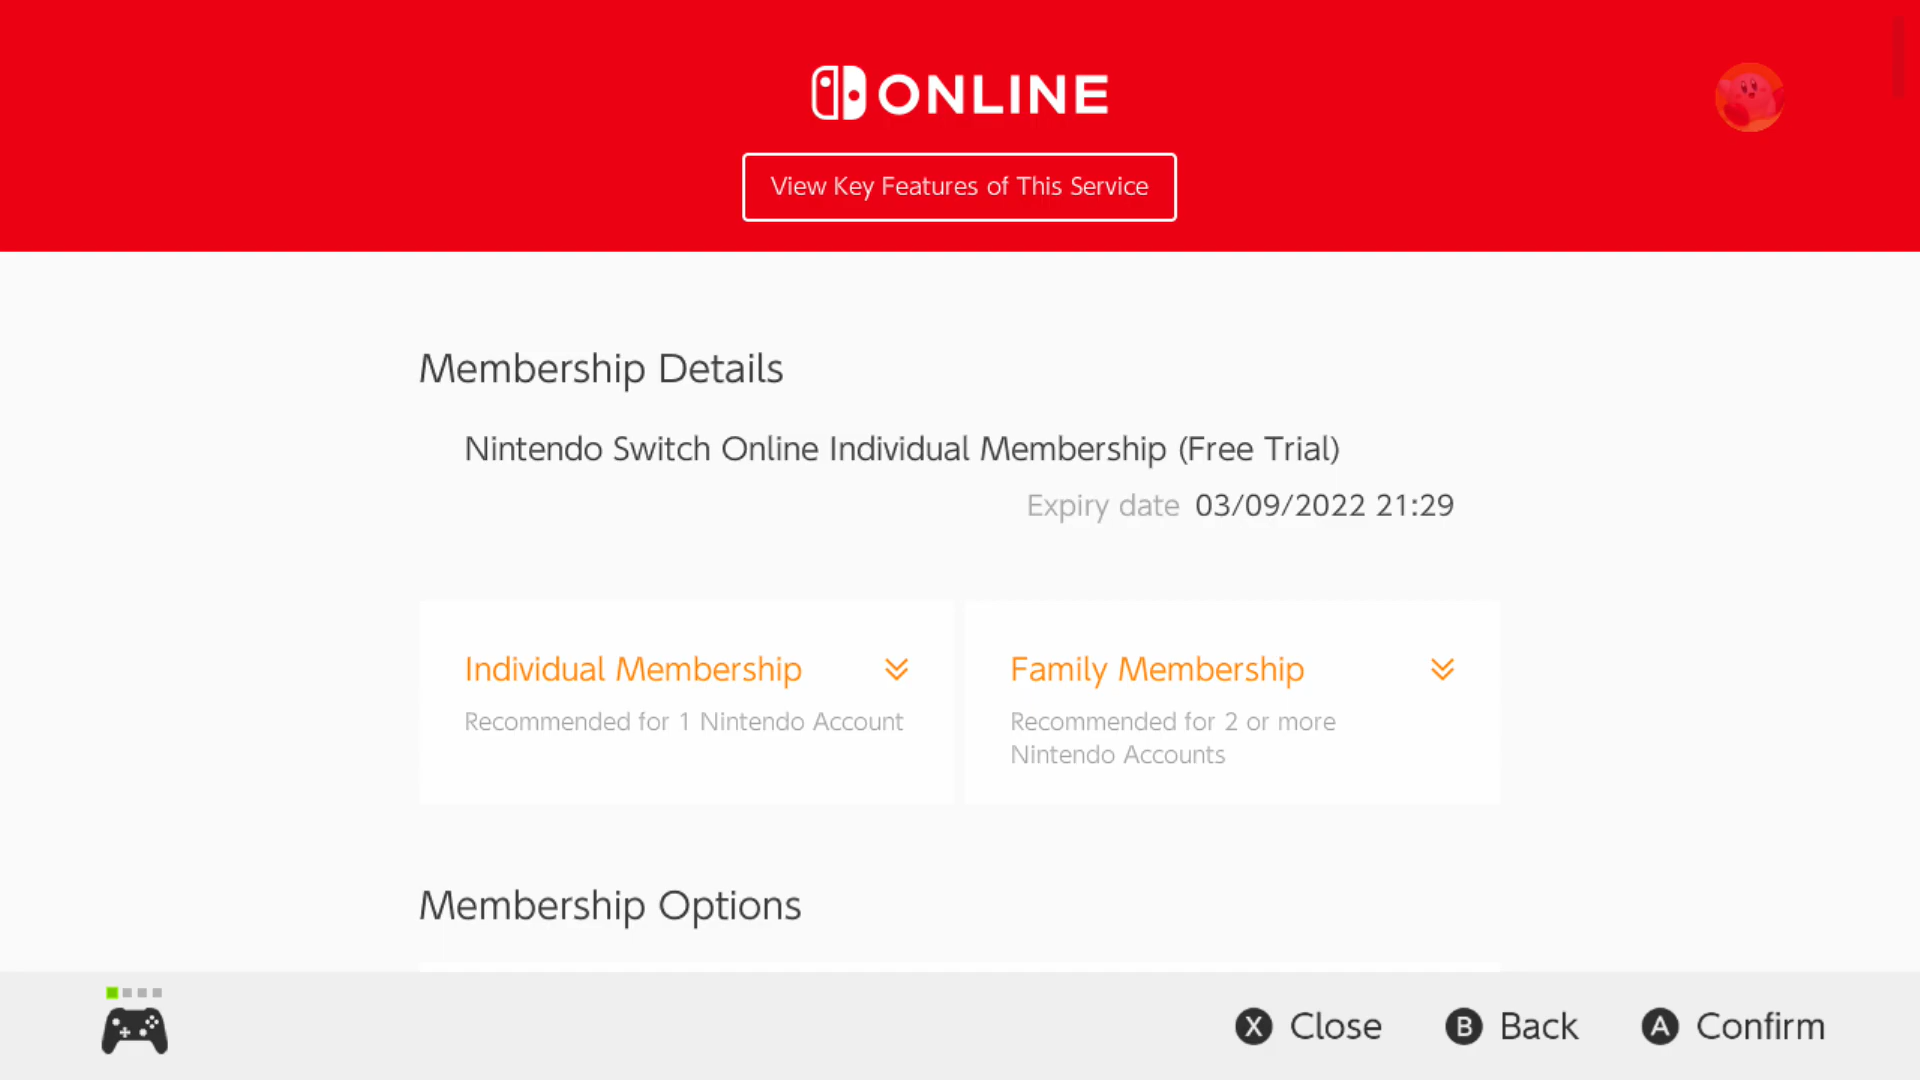 ONLINE
View Key Features of This Service
Membership Details
Nintendo Switch Online Individual Membership (Free Trial)
Expiry date 03/09/2022 21:29
Individual Membership
Recommended for 1 Nintendo Account
Family Membership
Recommended for 2 or more
Nintendo Accounts
Membership Options
X Close B Back A Confirm